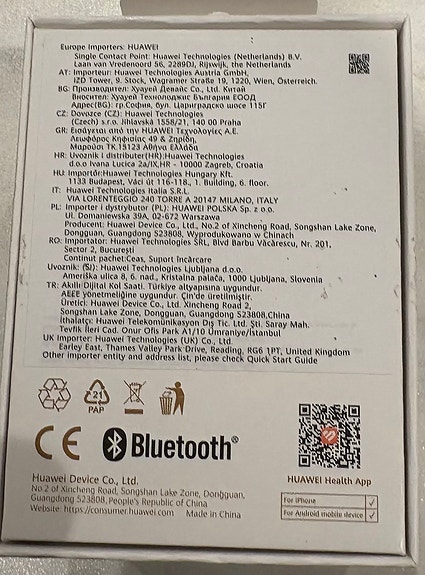 Europe Importers: HUAWEI
Single Contact Point: Huawei Technologies (Netherlands) B.V.
Laan van Vredenoord 56, 2289DJ, Rijswijk, the Netherlands
AT: Importeur: Huawei Technologies Austria GmbH,
IZD Tower, 9. Stock, Wagramer Straße 19, 1220, Wien, Österreich.
BG: Производител: Хуауей Девайс Со., Ltd. Китай
Вносител: Хуауей Технолоджис България ЕООД
Адрес(BG): гр.София, бул. Цариградско шосе 115Г
CZ: Dovozce (CZ): Huawei Technologies
(Czech) s.r.o. Jihlavská 1558/21, 140 00 Praha
GR: Εισάγεται από την HUAWEI Τεχνολογίες Α.Ε.
Λεωφόρος Κηφισίας 49 & Ζηρίδη,
Μαρούσι ΤΚ 15123 Αθήνα Ελλάδα
HR: Uvoznik i distributer(HR):Huawei Technologies
d.o.o Ivana Lucica 2a/IX,HR - 10000 Zagreb, Croatia
HU: Importőr:Huawei Technologies Hungary Kft.
1133 Budapest, Váci út 116-118., 1. Building, 6. floor.
IT: Huawei Technologies Italia S.R.L.
VIA LORENTEGGIO 240 TORRE A 20147 MILANO, ITALY
PL: Importer i dystrybutor (PL): HUAWEI POLSKA Sp. z o.o.
Ul. Domaniewska 39A, 02-672 Warszawa
Producent: Huawei Device Co., Ltd., No.2 of Xincheng Road, Songshan Lake Zone,
Dongguan, Guangdong 523808, Wyprodukowano w Chinach
RO: Importator: Huawei Technologies SRL, Blvd Barbu Văcărescu, Nr. 201,
Sector 2, București
Continut pachet:Ceas, Suport încărcare
Uvoznik: (SI): Huawei Technologies Ljubljana d.o.o.
Ameriška ulica 8, 6. nad., Kristalna palača, 1000 Ljubljana, Slovenia
TR: Akıllı Dijital Kol Saati. Türkiye altyapısına uygundur.
AEEE yönetmeliğine uygundur. Çin'de üretilmiştir.
Üretici: Huawei Device Co., Ltd. Xincheng Road 2,
Songshan Lake Zone, Dongguan, Guangdong 523808,China
İthalatçı: Huawei Telekomünikasyon Dış Tic. Ltd. Şti. Saray Mah.
Tevfik İleri Cad. Onur Ofis Park A1/10 Ümraniye/İstanbul
UK Importer: Huawei Technologies (UK) Co., Ltd.
Earley East, Thames Valley Park Drive, Reading, RG6 1PT, United Kingdom
Other importer entity and address list, please check Quick Start Guide
21
PAP
CE Bluetooth®
Huawei Device Co., Ltd.
No.2 of Xincheng Road, Songshan Lake Zone, Dongguan,
Guangdong 523808, People's Republic of China
Website: https://consumer.huawei.com Made in China
HUAWEI Health App
For iPhone
For Android mobile device